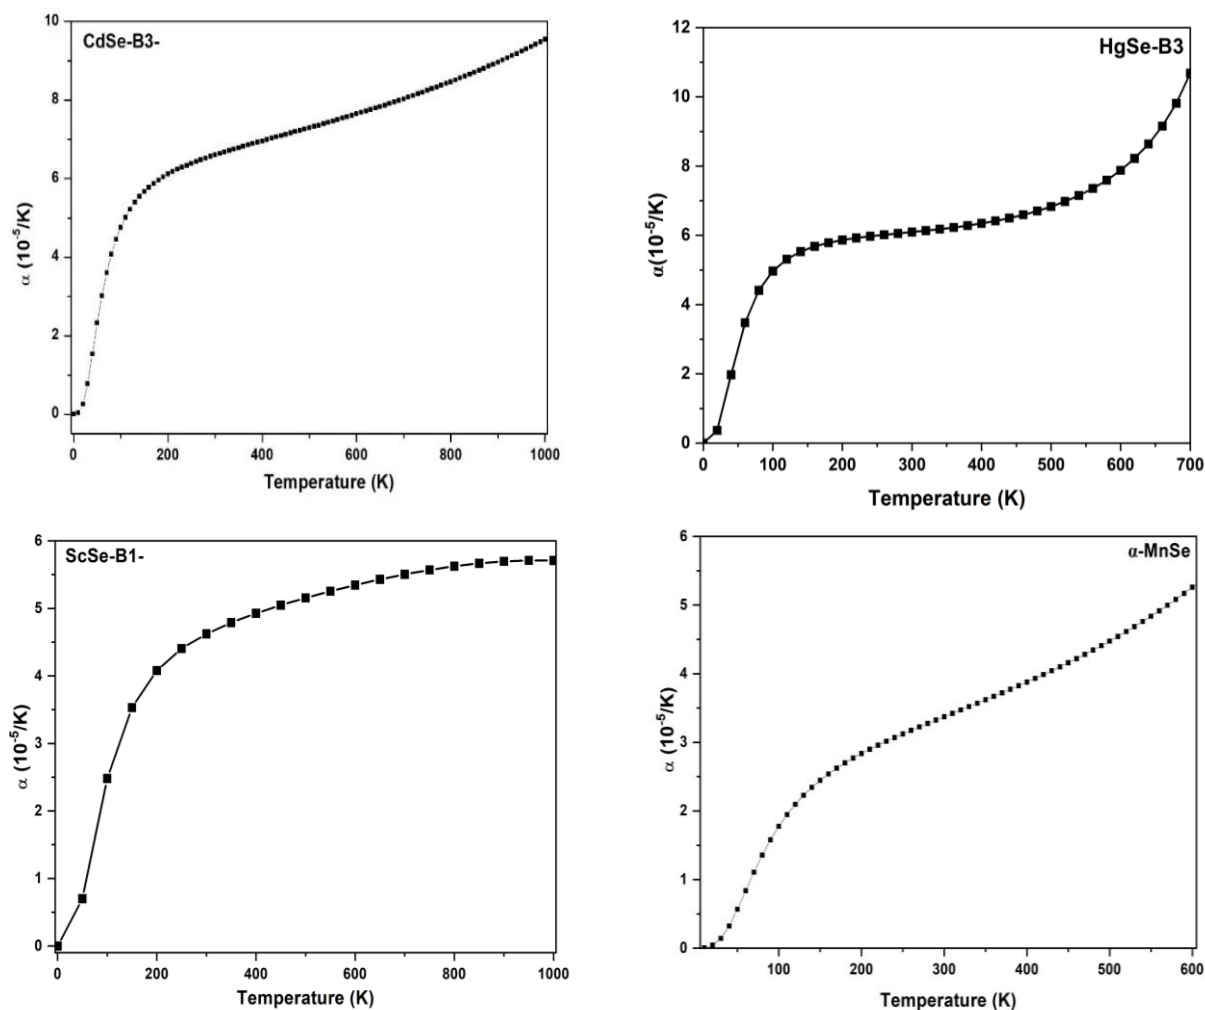 CdSe-B3-
α (10-5/K)
10
8
6
4
2
0
0 200 400 600 800 1000
Temperature (K)
HgSe-B3
α(10-5/K)
12
10
8
6
4
2
0
0 100 200 300 400 500 600 700
Temperature (K)
ScSe-B1-
α (10-5/K)
6
5
4
3
2
1
0
0 200 400 600 800 1000
Temperature (K)
α-MnSe
α (10-5/K)
6
5
4
3
2
1
0
100 200 300 400 500 600
Temperature (K)